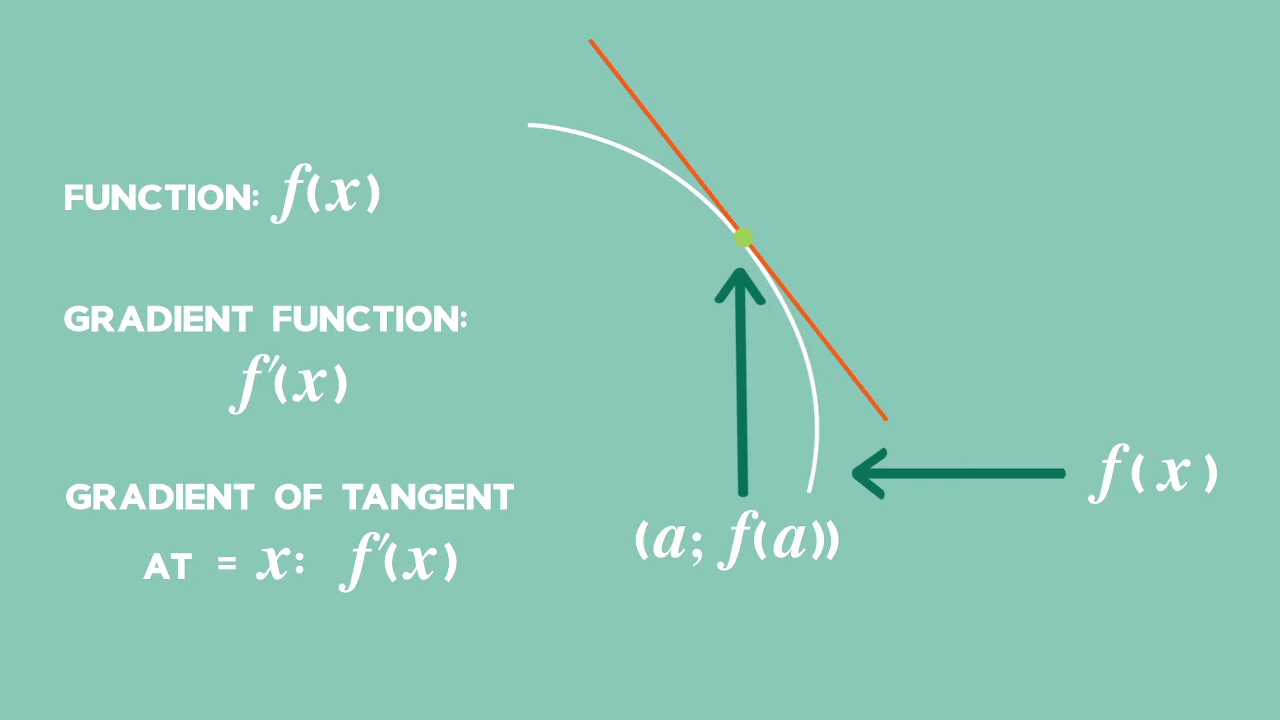 FUNCTION: f(x)
GRADIENT FUNCTION:
f′(x)
GRADIENT OF TANGENT
AT = x: f′(x)
(a; f(a))
f(x)